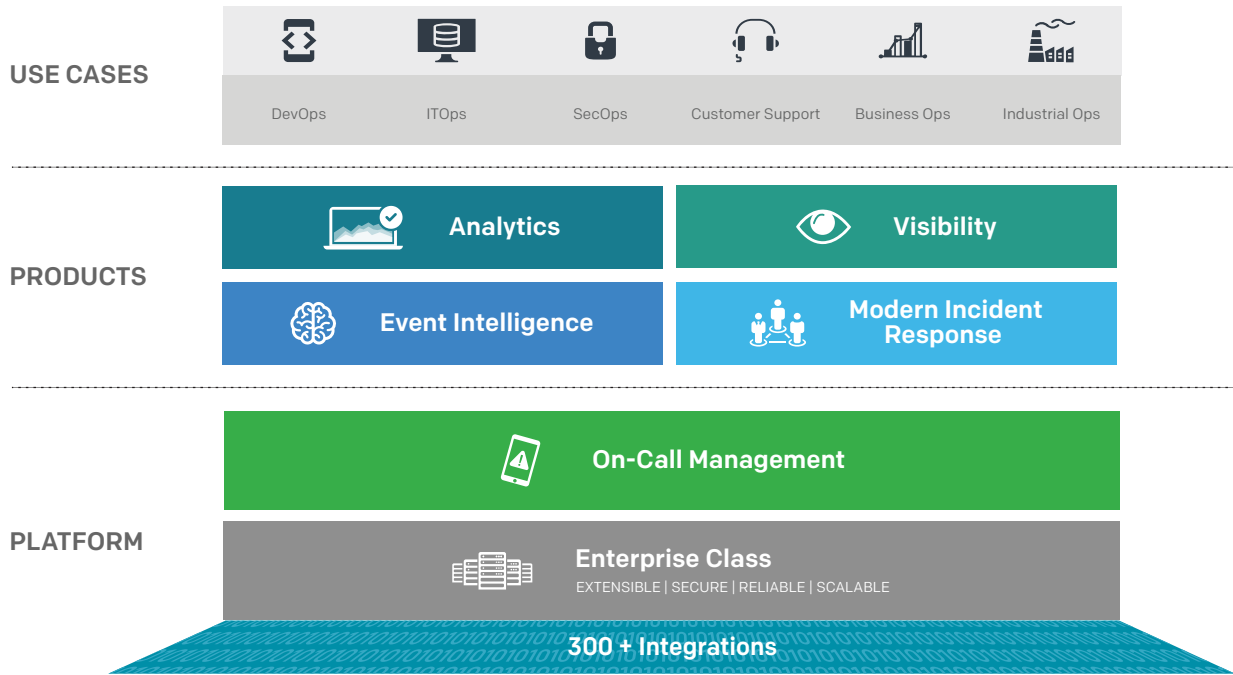 USE CASES
DevOps
ITOps
SecOps
Customer Support
Business Ops
Industrial Ops
PRODUCTS
Analytics
Visibility
Event Intelligence
Modern Incident
Response
PLATFORM
On-Call Management
Enterprise Class
EXTENSIBLE | SECURE | RELIABLE | SCALABLE
300 + Integrations